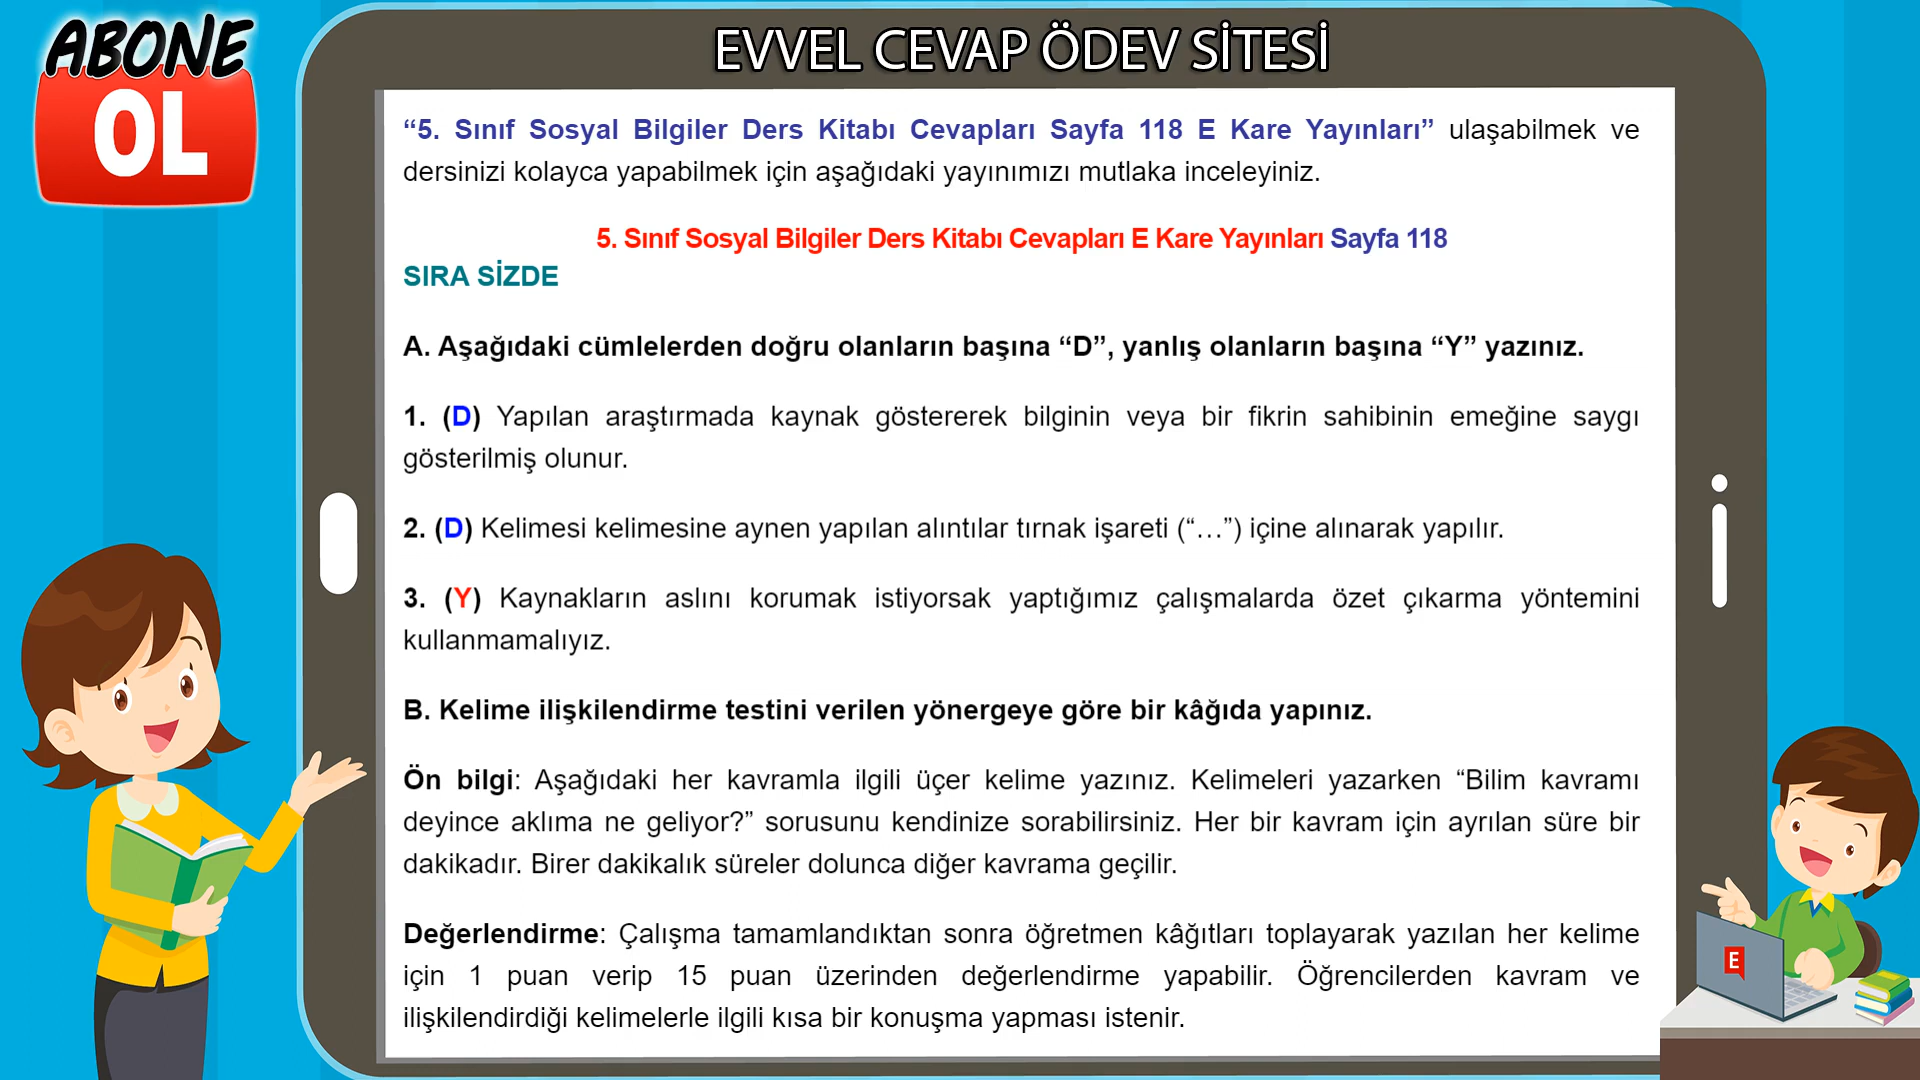 ABONE
OL
EVVEL CEVAP ÖDEV SİTESİ
“5. Sınıf Sosyal Bilgiler Ders Kitabı Cevapları Sayfa 118 E Kare Yayınları” ulaşabilmek ve
dersinizi kolayca yapabilmek için aşağıdaki yayınımızı mutlaka inceleyiniz.
5. Sınıf Sosyal Bilgiler Ders Kitabı Cevapları E Kare Yayınları Sayfa 118
SIRA SİZDE
A. Aşağıdaki cümlelerden doğru olanların başına “D”, yanlış olanların başına “Y” yazınız.
1. (D) Yapılan araştırmada kaynak göstererek bilginin veya bir fikrin sahibinin emeğine saygı
gösterilmiş olunur.
2. (D) Kelimesi kelimesine aynen yapılan alıntılar tırnak işareti (“…”) içine alınarak yapılır.
3. (Y) Kaynakların aslını korumak istiyorsak yaptığımız çalışmalarda özet çıkarma yöntemini
kullanmamalıyız.
B. Kelime ilişkilendirme testini verilen yönergeye göre bir kâğıda yapınız.
Ön bilgi: Aşağıdaki her kavramla ilgili üçer kelime yazınız. Kelimeleri yazarken “Bilim kavramı
deyince aklıma ne geliyor?” sorusunu kendinize sorabilirsiniz. Her bir kavram için ayrılan süre bir
dakikadır. Birer dakikalık süreler dolunca diğer kavrama geçilir.
Değerlendirme: Çalışma tamamlandıktan sonra öğretmen kâğıtları toplayarak yazılan her kelime
için 1 puan verip 15 puan üzerinden değerlendirme yapabilir. Öğrencilerden kavram ve
ilişkilendirdiği kelimelerle ilgili kısa bir konuşma yapması istenir.
E